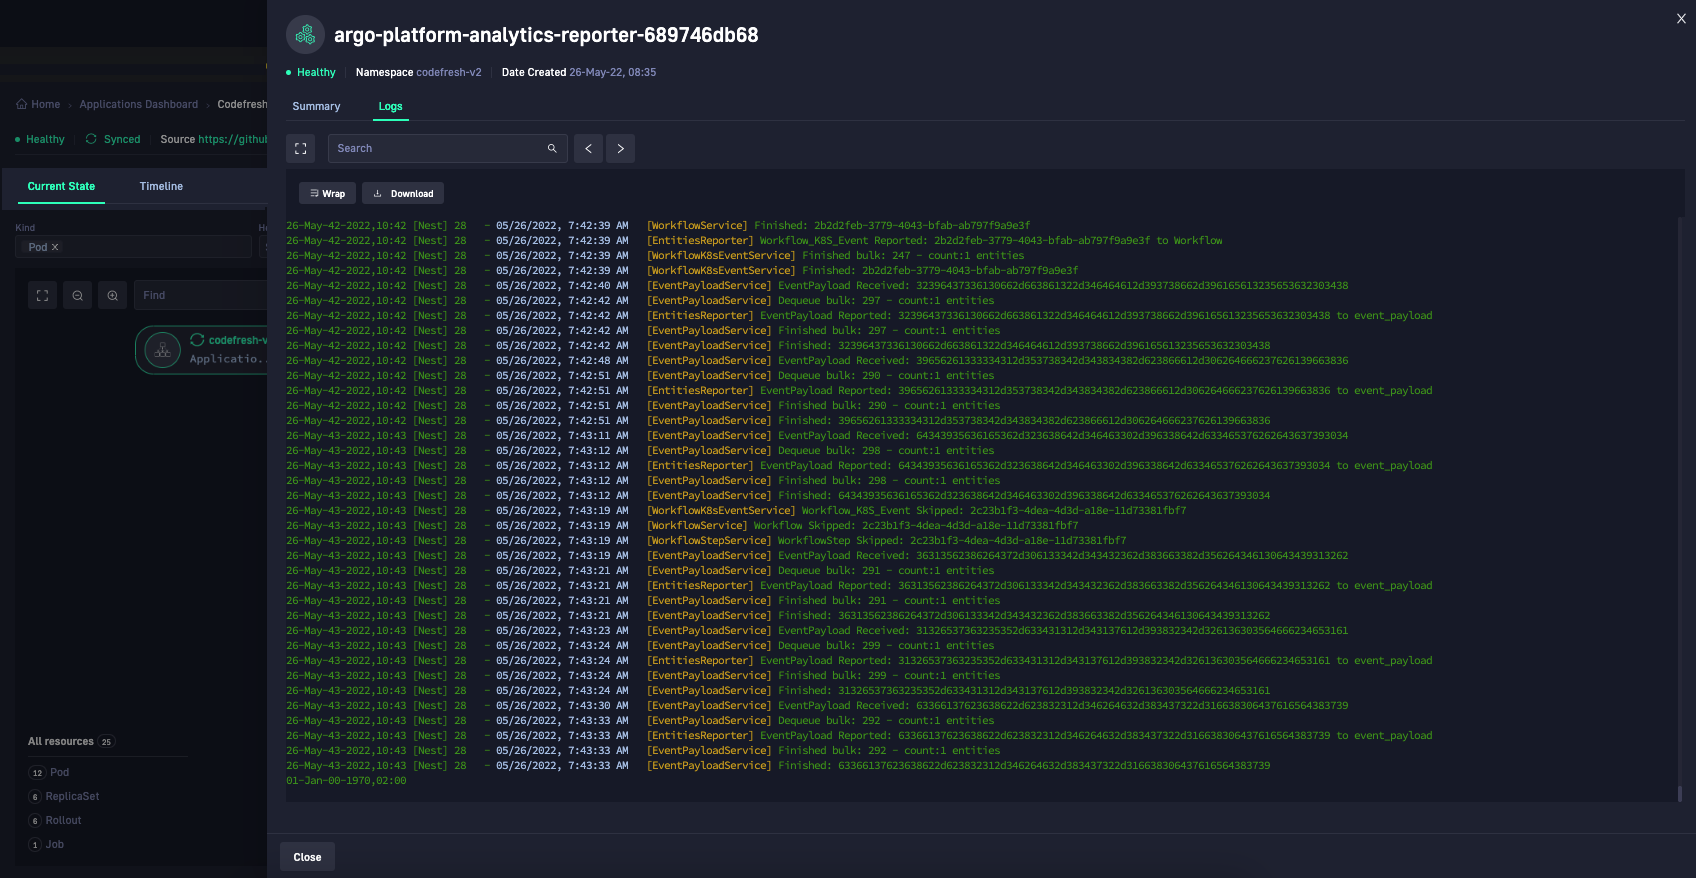 argo-platform-analytics-reporter-689746db68
Healthy Namespace codefresh-v2 Date Created 26-May-22, 08:35
Summary Logs
Search
Wrap Download
26-May-42-2022,10:42 [Nest] 28 - 05/26/2022, 7:42:39 AM [WorkflowService] Finished: 2b2d2feb-3779-4043-bfab-ab797f9a9e3f
26-May-42-2022,10:42 [Nest] 28 - 05/26/2022, 7:42:39 AM [EntitiesReporter] Workflow_K8S_Event Reported: 2b2d2feb-3779-4043-bfab-ab797f9a9e3f to Workflow
26-May-42-2022,10:42 [Nest] 28 - 05/26/2022, 7:42:39 AM [WorkflowK8sEventService] Finished bulk: 247 - count:1 entities
26-May-42-2022,10:42 [Nest] 28 - 05/26/2022, 7:42:39 AM [WorkflowK8sEventService] Finished: 2b2d2feb-3779-4043-bfab-ab797f9a9e3f
26-May-42-2022,10:42 [Nest] 28 - 05/26/2022, 7:42:40 AM [EventPayloadService] EventPayload Received:
26-May-42-2022,10:42 [Nest] 28 - 05/26/2022, 7:42:42 AM [EventPayloadService] Dequeue bulk: 297 - count:1 entities
26-May-42-2022,10:42 [Nest] 28 - 05/26/2022, 7:42:42 AM [EntitiesReporter] EventPayload Reported: to event_payload
26-May-42-2022,10:42 [Nest] 28 - 05/26/2022, 7:42:42 AM [EventPayloadService] Finished bulk: 297 - count:1 entities
26-May-42-2022,10:42 [Nest] 28 - 05/26/2022, 7:42:42 AM [EventPayloadService] Finished:
26-May-42-2022,10:42 [Nest] 28 - 05/26/2022, 7:42:48 AM [EventPayloadService] EventPayload Received:
26-May-42-2022,10:42 [Nest] 28 - 05/26/2022, 7:42:51 AM [EventPayloadService] Dequeue bulk: 290 - count:1 entities
26-May-42-2022,10:42 [Nest] 28 - 05/26/2022, 7:42:51 AM [EntitiesReporter] EventPayload Reported: to event_payload
26-May-42-2022,10:42 [Nest] 28 - 05/26/2022, 7:42:51 AM [EventPayloadService] Finished bulk: 290 - count:1 entities
26-May-42-2022,10:42 [Nest] 28 - 05/26/2022, 7:42:51 AM [EventPayloadService] Finished:
26-May-43-2022,10:43 [Nest] 28 - 05/26/2022, 7:43:11 AM [EventPayloadService] EventPayload Received:
26-May-43-2022,10:43 [Nest] 28 - 05/26/2022, 7:43:12 AM [EventPayloadService] Dequeue bulk: 298 - count:1 entities
26-May-43-2022,10:43 [Nest] 28 - 05/26/2022, 7:43:12 AM [EntitiesReporter] EventPayload Reported: to event_payload
26-May-43-2022,10:43 [Nest] 28 - 05/26/2022, 7:43:12 AM [EventPayloadService] Finished bulk: 298 - count:1 entities
26-May-43-2022,10:43 [Nest] 28 - 05/26/2022, 7:43:12 AM [EventPayloadService] Finished:
26-May-43-2022,10:43 [Nest] 28 - 05/26/2022, 7:43:19 AM [WorkflowK8sEventService] Workflow_K8S_Event Skipped: 2c23b1f3-4dea-4d3d-a18e-11d73381fbf7
26-May-43-2022,10:43 [Nest] 28 - 05/26/2022, 7:43:19 AM [WorkflowService] Workflow Skipped: 2c23b1f3-4dea-4d3d-a18e-11d73381fbf7
26-May-43-2022,10:43 [Nest] 28 - 05/26/2022, 7:43:19 AM [WorkflowStepService] WorkflowStep Skipped: 2c23b1f3-4dea-4d3d-a18e-11d73381fbf7
26-May-43-2022,10:43 [Nest] 28 - 05/26/2022, 7:43:19 AM [EventPayloadService] EventPayload Received:
26-May-43-2022,10:43 [Nest] 28 - 05/26/2022, 7:43:21 AM [EventPayloadService] Dequeue bulk: 291 - count:1 entities
26-May-43-2022,10:43 [Nest] 28 - 05/26/2022, 7:43:21 AM [EntitiesReporter] EventPayload Reported: to event_payload
26-May-43-2022,10:43 [Nest] 28 - 05/26/2022, 7:43:21 AM [EventPayloadService] Finished bulk: 291 - count:1 entities
26-May-43-2022,10:43 [Nest] 28 - 05/26/2022, 7:43:21 AM [EventPayloadService] Finished:
26-May-43-2022,10:43 [Nest] 28 - 05/26/2022, 7:43:23 AM [EventPayloadService] EventPayload Received:
26-May-43-2022,10:43 [Nest] 28 - 05/26/2022, 7:43:24 AM [EventPayloadService] Dequeue bulk: 299 - count:1 entities
26-May-43-2022,10:43 [Nest] 28 - 05/26/2022, 7:43:24 AM [EntitiesReporter] EventPayload Reported: to event_payload
26-May-43-2022,10:43 [Nest] 28 - 05/26/2022, 7:43:24 AM [EventPayloadService] Finished bulk: 299 - count:1 entities
26-May-43-2022,10:43 [Nest] 28 - 05/26/2022, 7:43:24 AM [EventPayloadService] Finished:
26-May-43-2022,10:43 [Nest] 28 - 05/26/2022, 7:43:30 AM [EventPayloadService] EventPayload Received:
26-May-43-2022,10:43 [Nest] 28 - 05/26/2022, 7:43:33 AM [EventPayloadService] Dequeue bulk: 292 - count:1 entities
26-May-43-2022,10:43 [Nest] 28 - 05/26/2022, 7:43:33 AM [EntitiesReporter] EventPayload Reported: to event_payload
26-May-43-2022,10:43 [Nest] 28 - 05/26/2022, 7:43:33 AM [EventPayloadService] Finished bulk: 292 - count:1 entities
26-May-43-2022,10:43 [Nest] 28 - 05/26/2022, 7:43:33 AM [EventPayloadService] Finished:
01-Jan-00-1970,02:00
Close
Home Applications Dashboard Codefresh
Healthy Synced Source https://github
Current State Timeline
Kind
Pod
Find
codefresh-v
Applicatio..
All resources 25
12 Pod
6 ReplicaSet
6 Rollout
1 Job